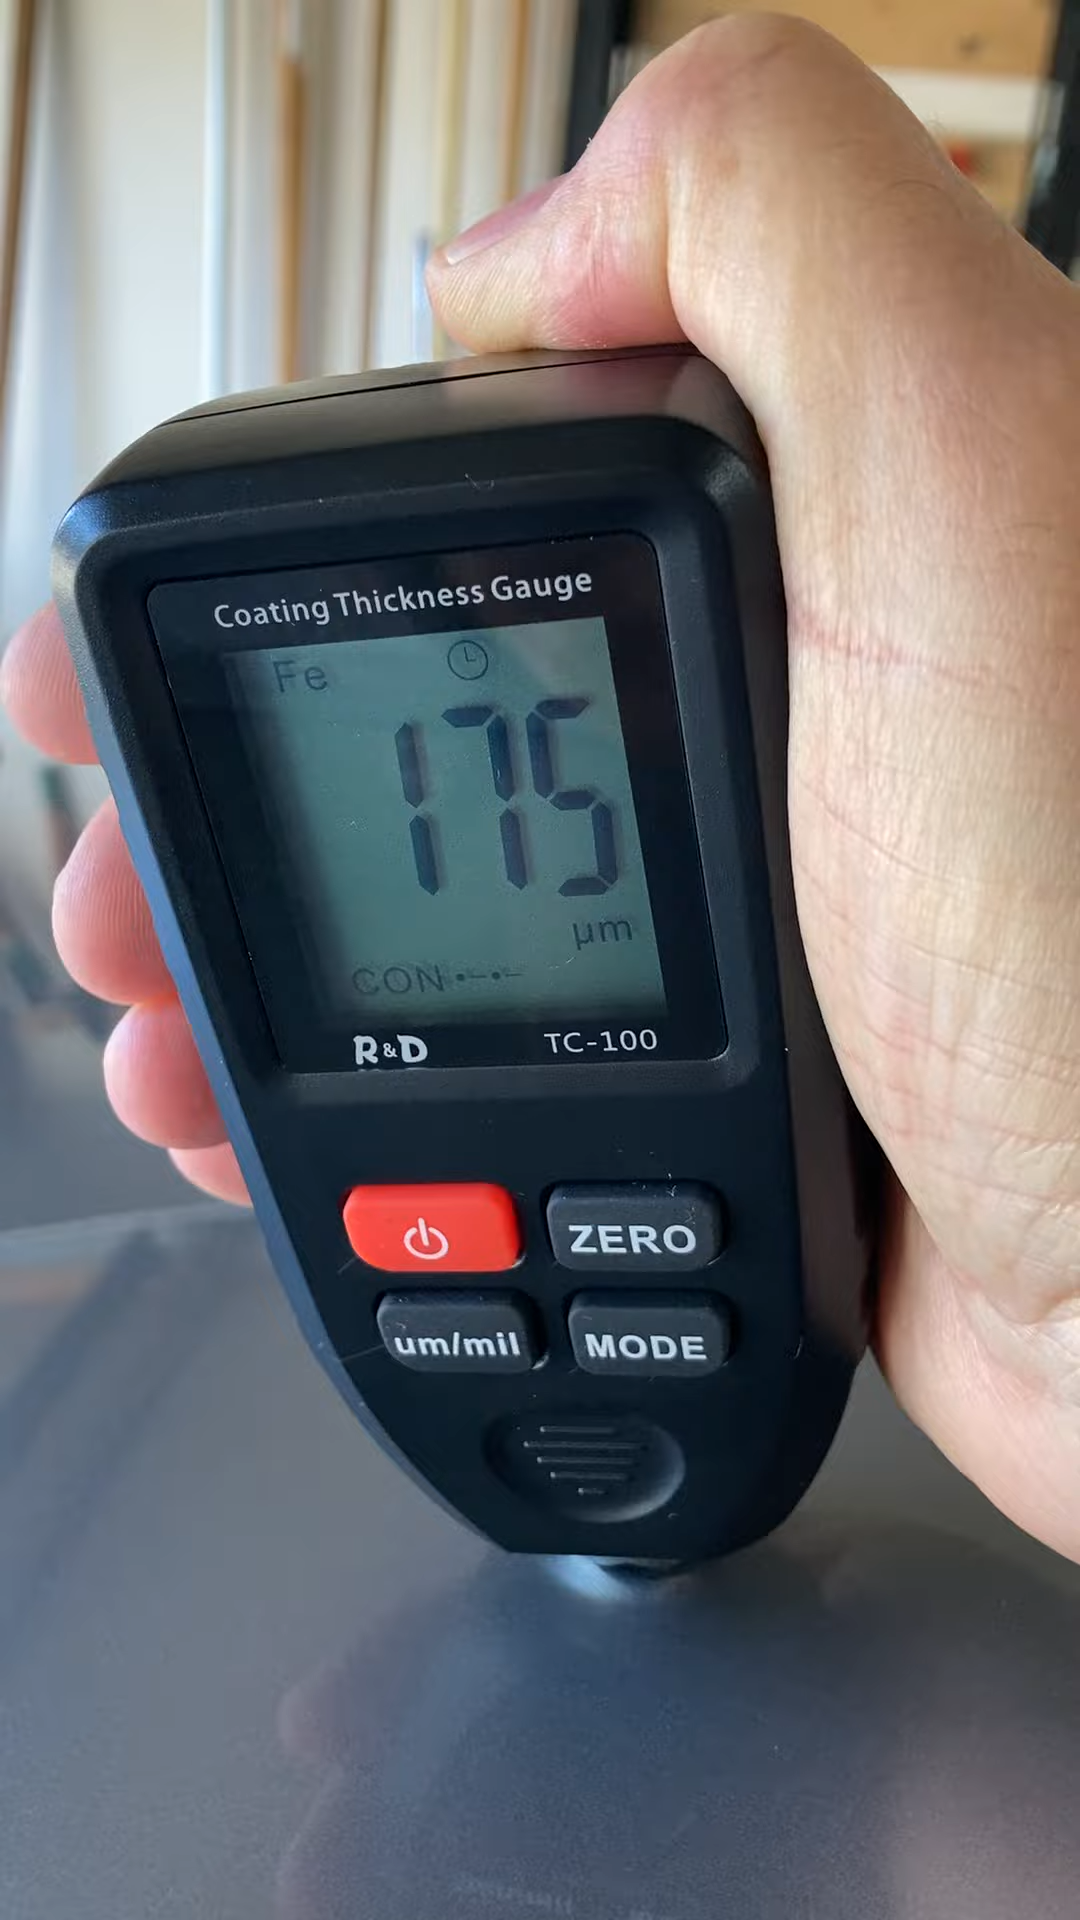 Coating Thickness Gauge
Fe
175
μm
CON
R&D TC-100
ZERO
um/mil MODE